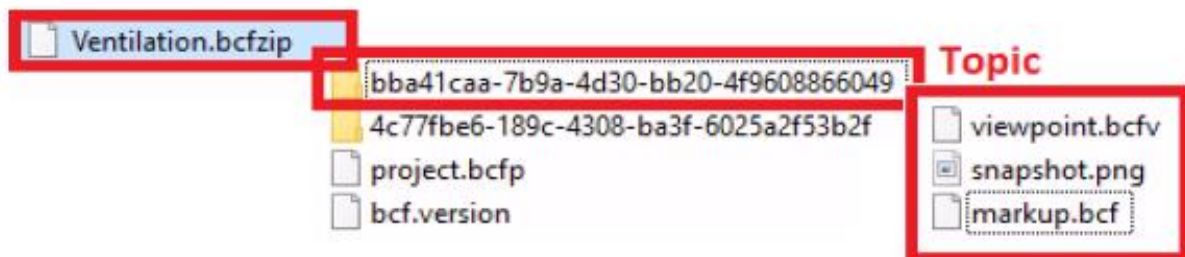 Ventilation.bcfzip
bba41caa-7b9a-4d30-bb20-4f9608866049
4c77fbe6-189c-4308-ba3f-6025a2f53b2f
project.bcfp
bcf.version
Topic
viewpoint.bcfv
snapshot.png
markup.bcf